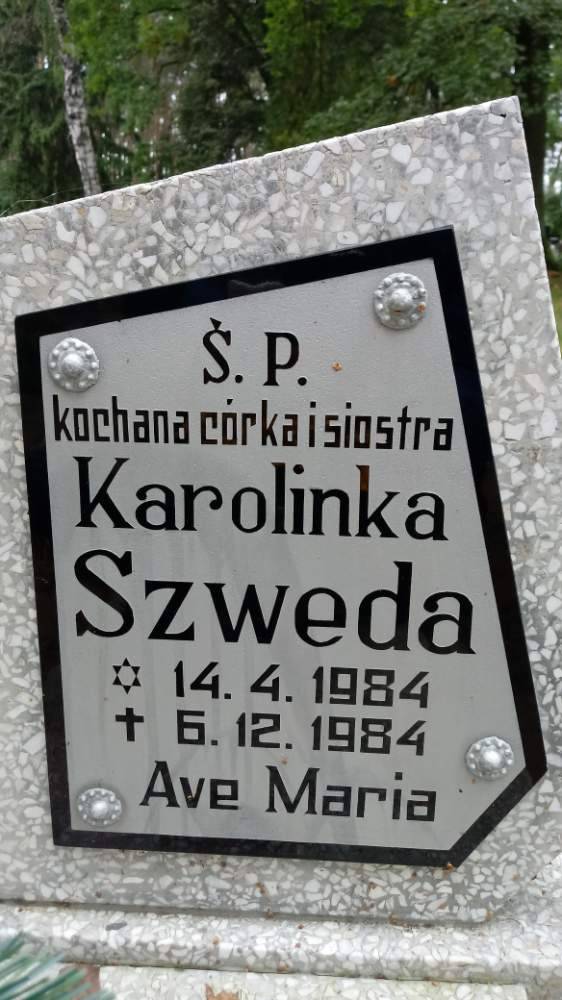 Ś. P.
kochana córka i siostra
Karolinka
Szweda
✡ 14. 4. 1984
✝ 6. 12. 1984
Ave Maria